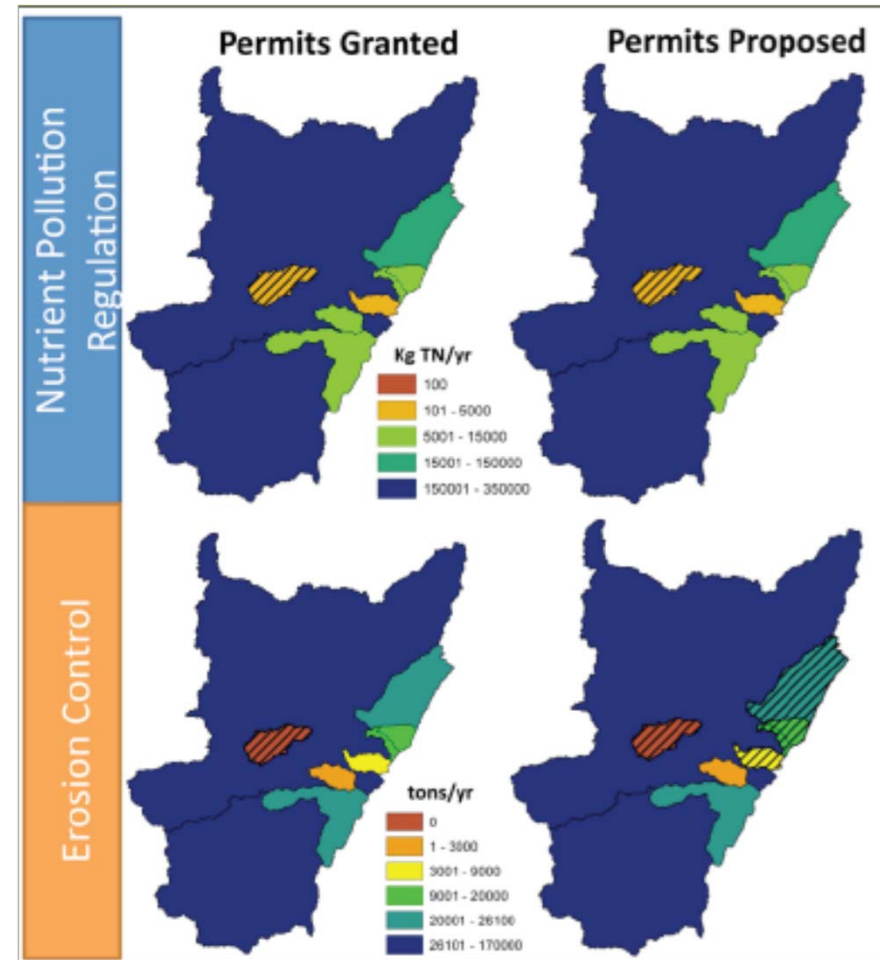 Permits Granted
Permits Proposed
Nutrient Pollution
Regulation
Kg TN/yr
100
101 - 5000
5001 - 15000
15001 - 150000
150001 - 350000
Erosion Control
tons/yr
0
1 - 3000
3001 - 9000
9001 - 20000
20001 - 26100
26101 - 170000